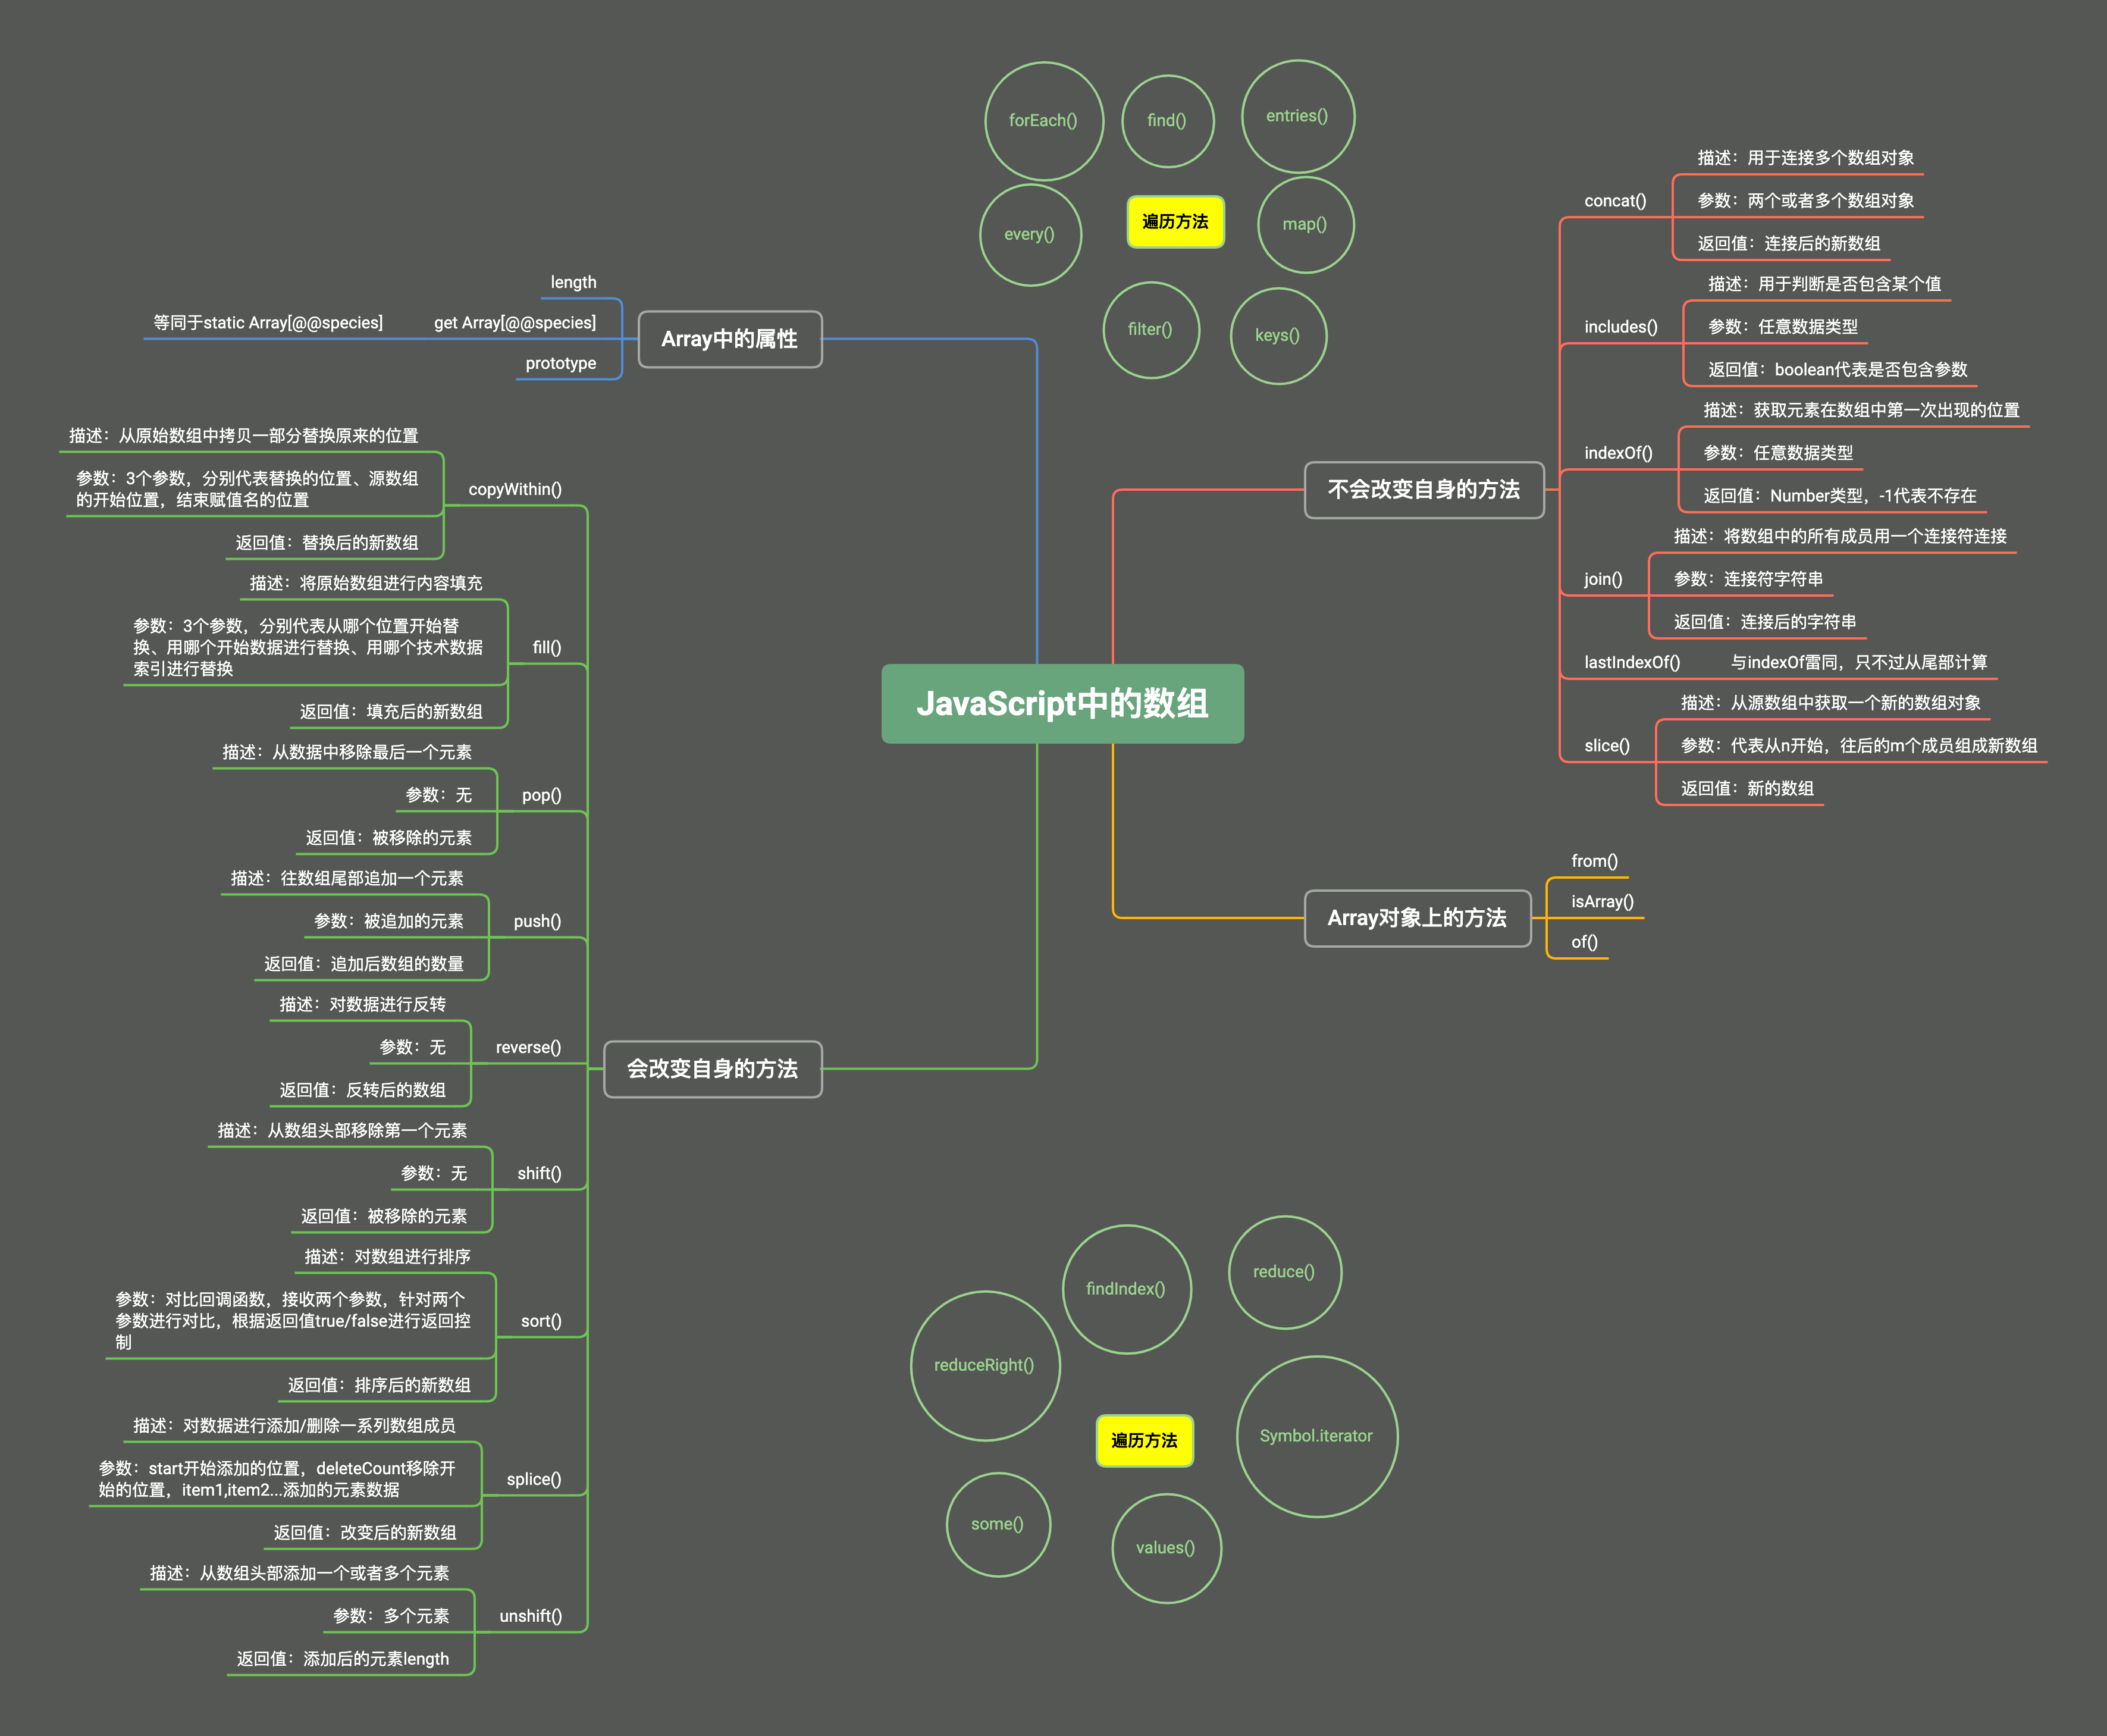 JavaScript中的数组
Array中的属性
length
get Array[@@species]
等同于static Array[@@species]
prototype
会改变自身的方法
copyWithin()
描述：从原始数组中拷贝一部分替换原来的位置
参数：3个参数，分别代表替换的位置、源数组
的开始位置，结束赋值名的位置
返回值：替换后的新数组
fill()
描述：将原始数组进行内容填充
参数：3个参数，分别代表从哪个位置开始替
换、用哪个开始数据进行替换、用哪个技术数据
索引进行替换
返回值：填充后的新数组
pop()
描述：从数据中移除最后一个元素
参数：无
返回值：被移除的元素
push()
描述：往数组尾部追加一个元素
参数：被追加的元素
返回值：追加后数组的数量
reverse()
描述：对数据进行反转
参数：无
返回值：反转后的数组
shift()
描述：从数组头部移除第一个元素
参数：无
返回值：被移除的元素
sort()
描述：对数组进行排序
参数：对比回调函数，接收两个参数，针对两个
参数进行对比，根据返回值true/false进行返回控
制
返回值：排序后的新数组
splice()
描述：对数据进行添加/删除一系列数组成员
参数：start开始添加的位置，deleteCount移除开
始的位置，item1,item2...添加的元素数据
返回值：改变后的新数组
unshift()
描述：从数组头部添加一个或者多个元素
参数：多个元素
返回值：添加后的元素length
遍历方法
forEach()
find()
entries()
every()
map()
filter()
keys()
不会改变自身的方法
concat()
描述：用于连接多个数组对象
参数：两个或者多个数组对象
返回值：连接后的新数组
includes()
描述：用于判断是否包含某个值
参数：任意数据类型
返回值：boolean代表是否包含参数
indexOf()
描述：获取元素在数组中第一次出现的位置
参数：任意数据类型
返回值：Number类型，-1代表不存在
join()
描述：将数组中的所有成员用一个连接符连接
参数：连接符字符串
返回值：连接后的字符串
lastIndexOf()
与indexOf雷同，只不过从尾部计算
slice()
描述：从源数组中获取一个新的数组对象
参数：代表从n开始，往后的m个成员组成新数组
返回值：新的数组
Array对象上的方法
from()
isArray()
of()
遍历方法
findIndex()
reduce()
reduceRight()
Symbol.iterator
some()
values()